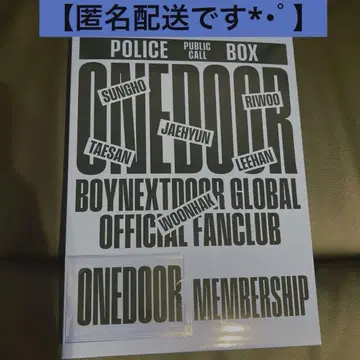 【匿名配送です*･ﾟ】
POLICE PUBLIC CALL BOX
ONEDOOR
SUNGHO
RIWOO
JAEHYUN
TAESAN
LEEHAN
WOONHAK
BOYNEXTDOOR GLOBAL
OFFICIAL FANCLUB
ONEDOOR MEMBERSHIP